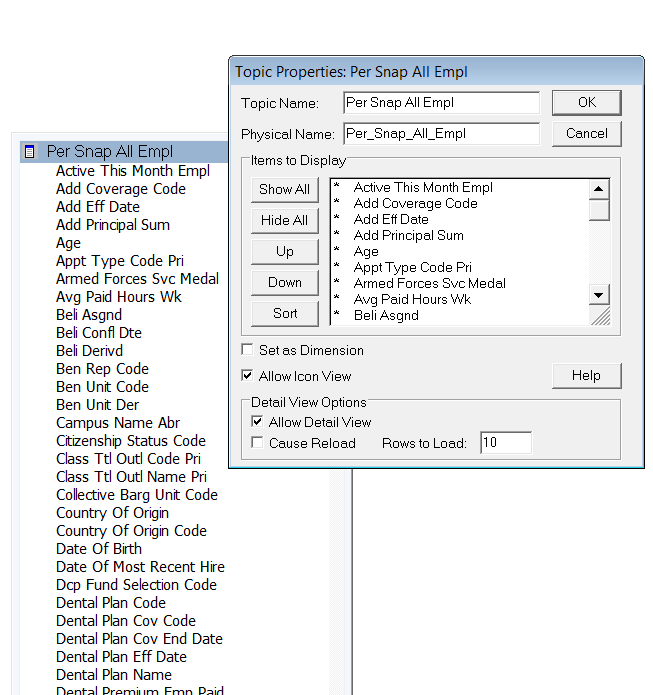 Topic Properties: Per Snap All Empl
Topic Name: Per Snap All Empl OK
Physical Name: Per_Snap_All_Empl Cancel
Items to Display
Show All
Hide All
Up
Down
Sort
* Active This Month Empl
* Add Coverage Code
* Add Eff Date
* Add Principal Sum
* Age
* Appt Type Code Pri
* Armed Forces Svc Medal
* Avg Paid Hours Wk
* Beli Asgnd
Set as Dimension
Allow Icon View
Help
Detail View Options
Allow Detail View
Cause Reload Rows to Load: 10
Per Snap All Empl
Active This Month Empl
Add Coverage Code
Add Eff Date
Add Principal Sum
Age
Appt Type Code Pri
Armed Forces Svc Medal
Avg Paid Hours Wk
Beli Asgnd
Beli Confl Dte
Beli Derivd
Ben Rep Code
Ben Unit Code
Ben Unit Der
Campus Name Abr
Citizenship Status Code
Class Ttl Outl Code Pri
Class Ttl Outl Name Pri
Collective Barg Unit Code
Country Of Origin
Country Of Origin Code
Date Of Birth
Date Of Most Recent Hire
Dcp Fund Selection Code
Dental Plan Code
Dental Plan Cov Code
Dental Plan Cov End Date
Dental Plan Eff Date
Dental Plan Name
Dental Premium Emp Paid